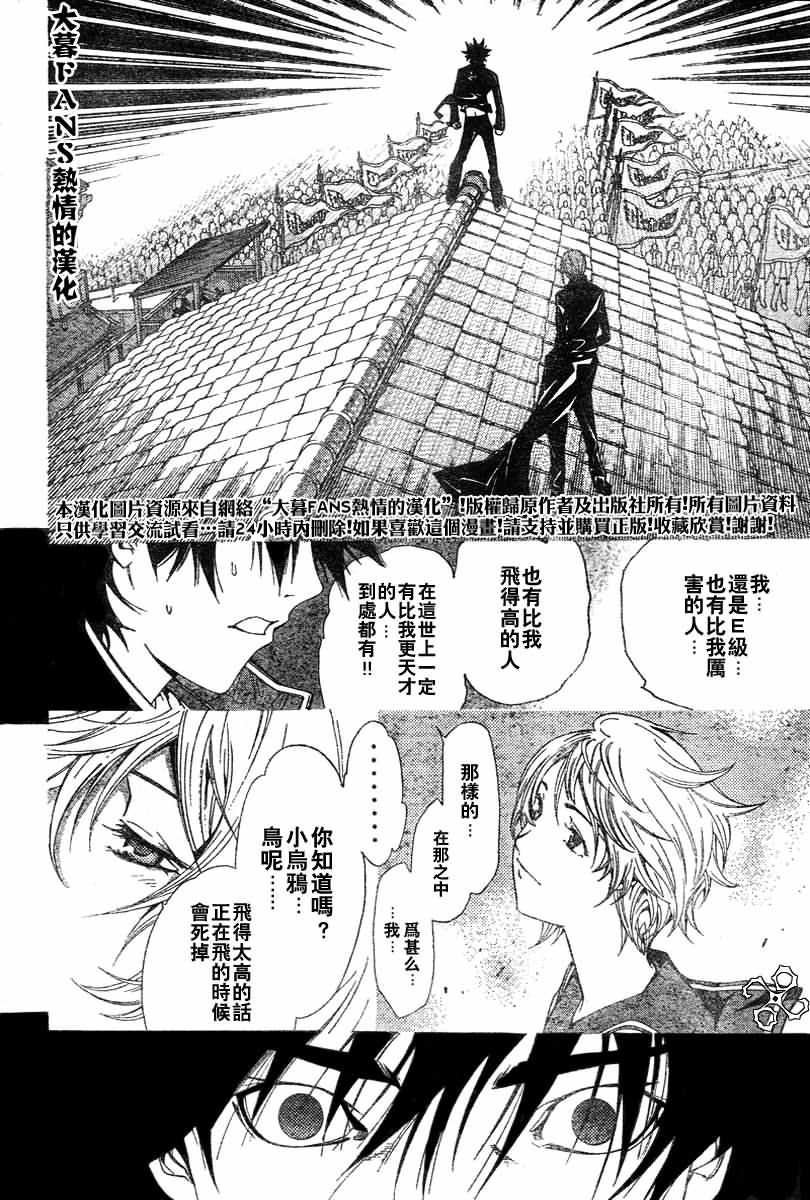 大暮FANS熱情的漢化
本漢化圖片資源來自網絡“大暮FANS熱情的漢化”!版權歸原作者及出版社所有!所有圖片資料
只供學習交流試看…請24小時內刪除!如果喜歡這個漫畫!請支持並購買正版!收藏欣賞!謝謝!
我…
還是E級…
也有比我厲
害的人…
也有比我
飛得高的人
在這世上一定
有比我更天才
的人…
到處都有!!
那樣的…
在那之中
爲甚么…
…我…
………
你知道嗎?
小烏鴉…
鳥呢……
飛得太高的話
正在飛的時候
會死掉